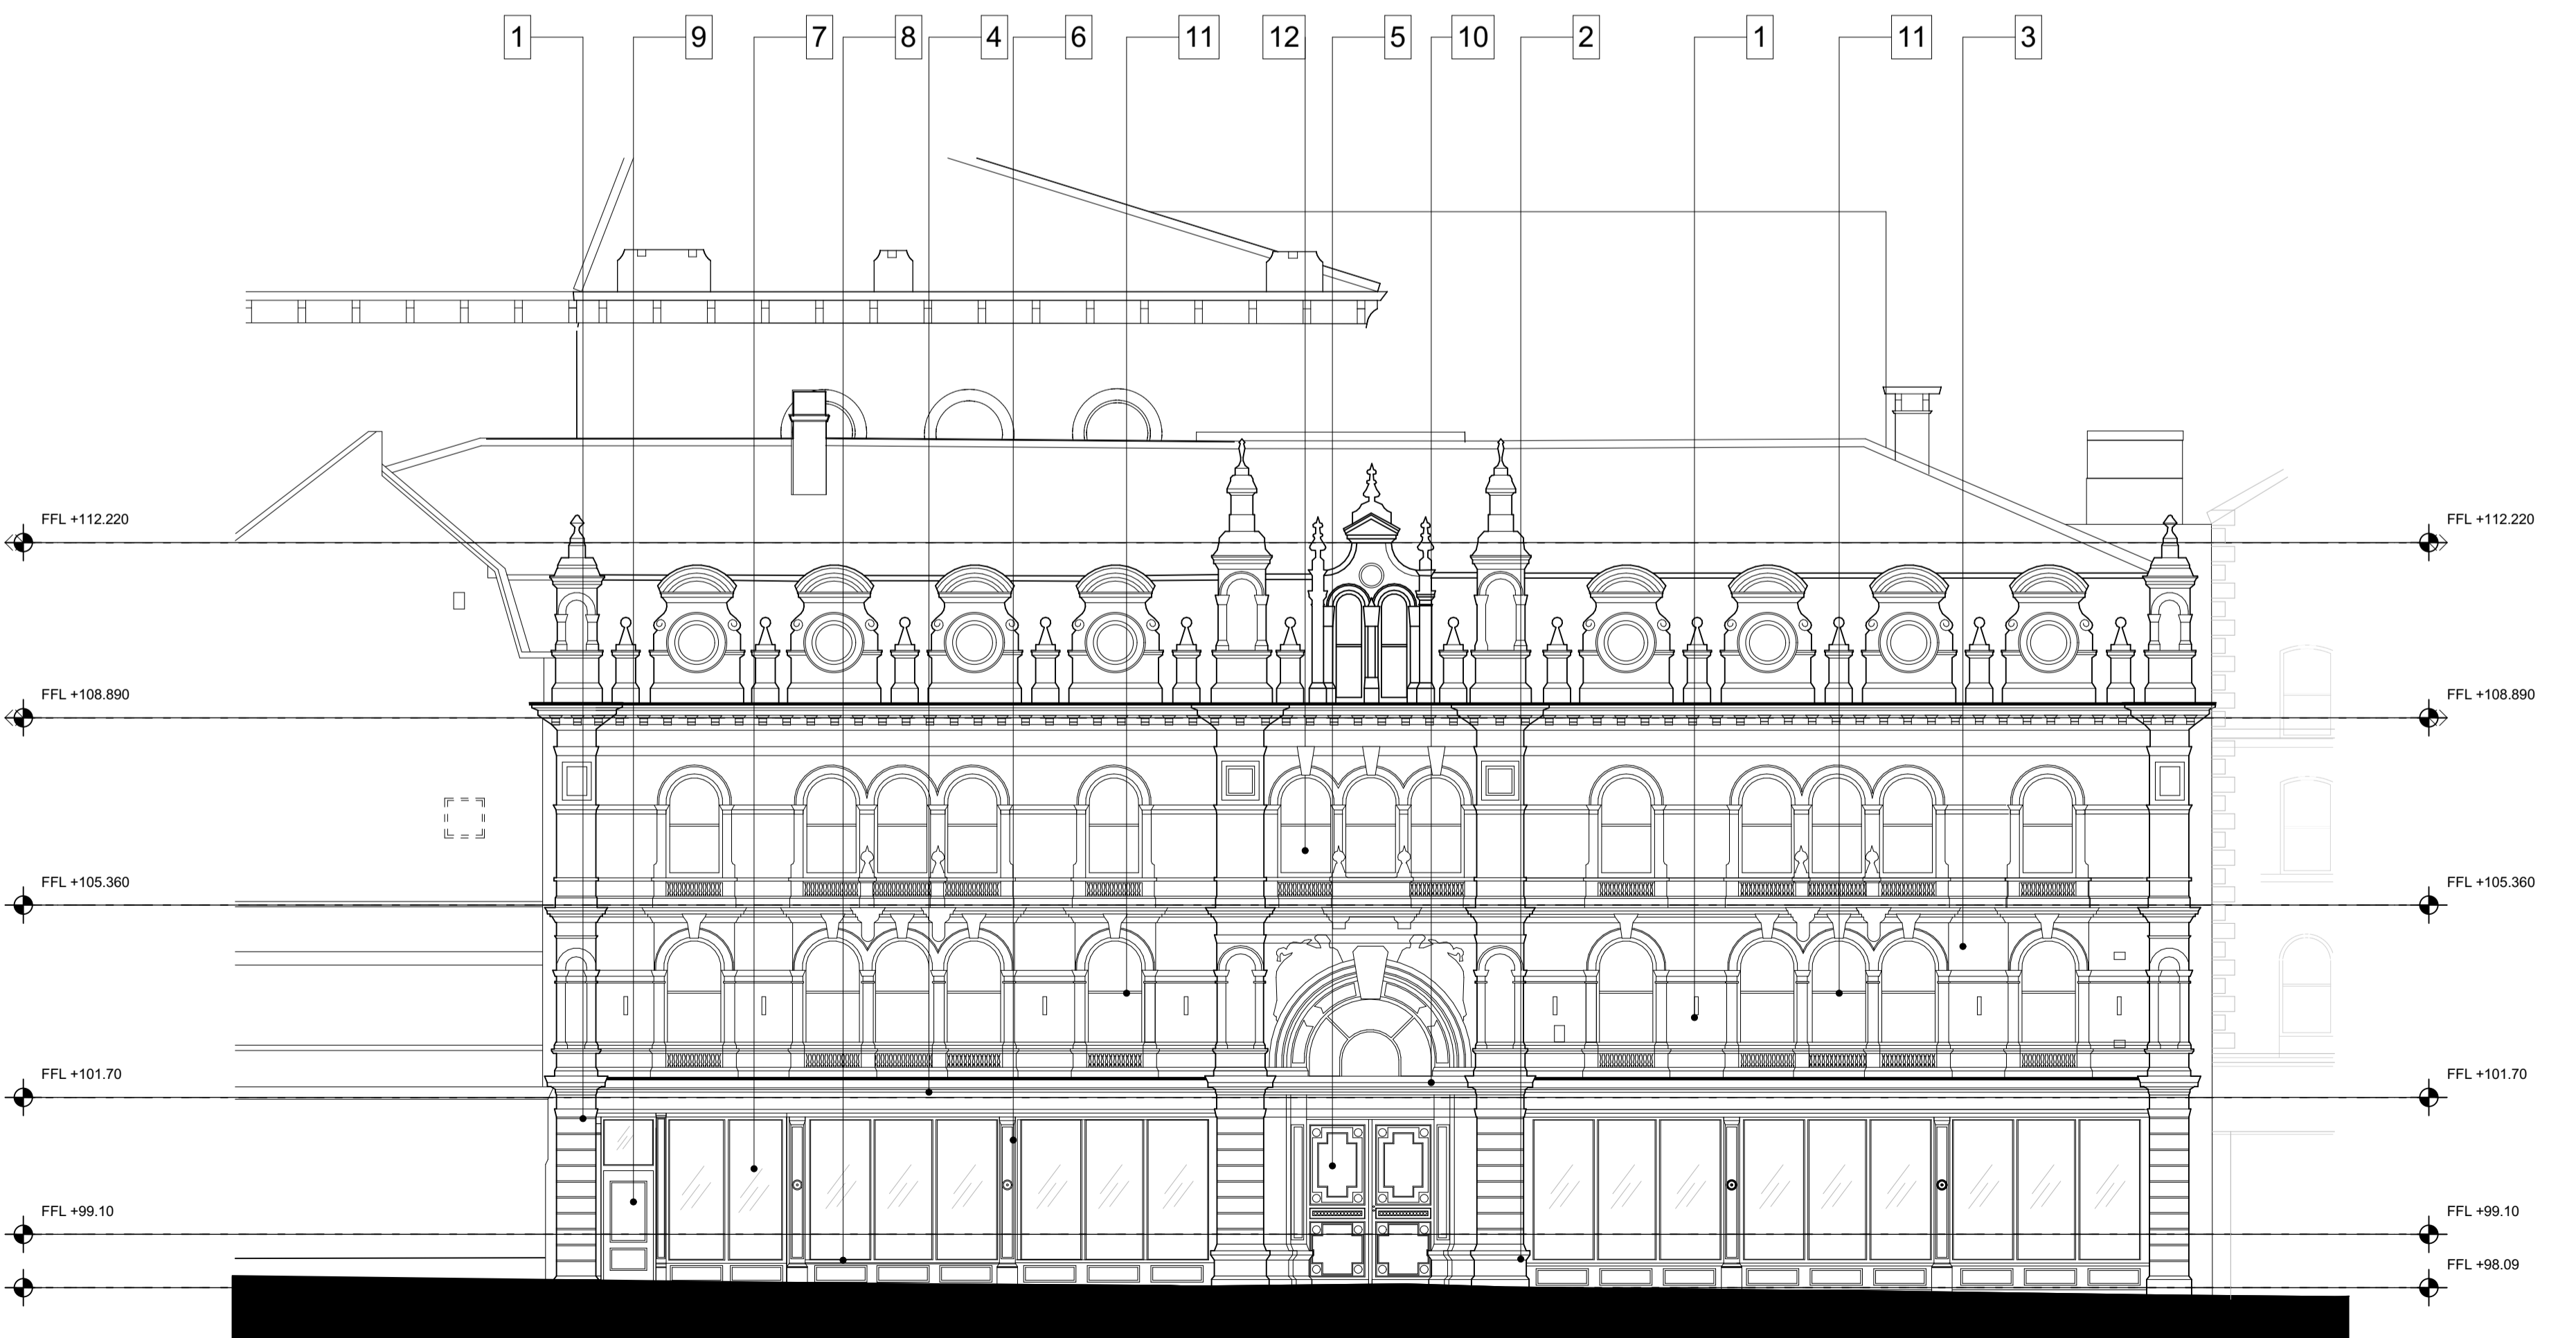 1 9 7 8 4 6 11 12 5 10 2 1 11 3
FFL +112.220 FFL +112.220
FFL +108.890 FFL +108.890
FFL +105.360 FFL +105.360
FFL +101.70 FFL +101.70
FFL +99.10 FFL +99.10
FFL +98.09